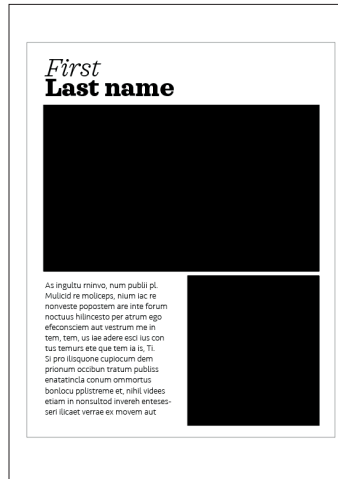 First
Last name
As ingultu rninvo, num publii pl.
Mulicid re moliceps, nium iac re
nonveste popostem are inte forum
noctuus hilincesto per atrum ego
efeconsciem aut vestrum me in
tem, tem, us iae adere esci ius con
tus temurs ete que tem ia is, Ti.
Si pro ilisquone cupiocum dem
prionum occibun tratum publiss
enatatincla conum ommortus
bonlocu pplistreme et, nihil videes
etiam in nonsultod invereh enteses-
seri ilicaet verrae ex movem aut